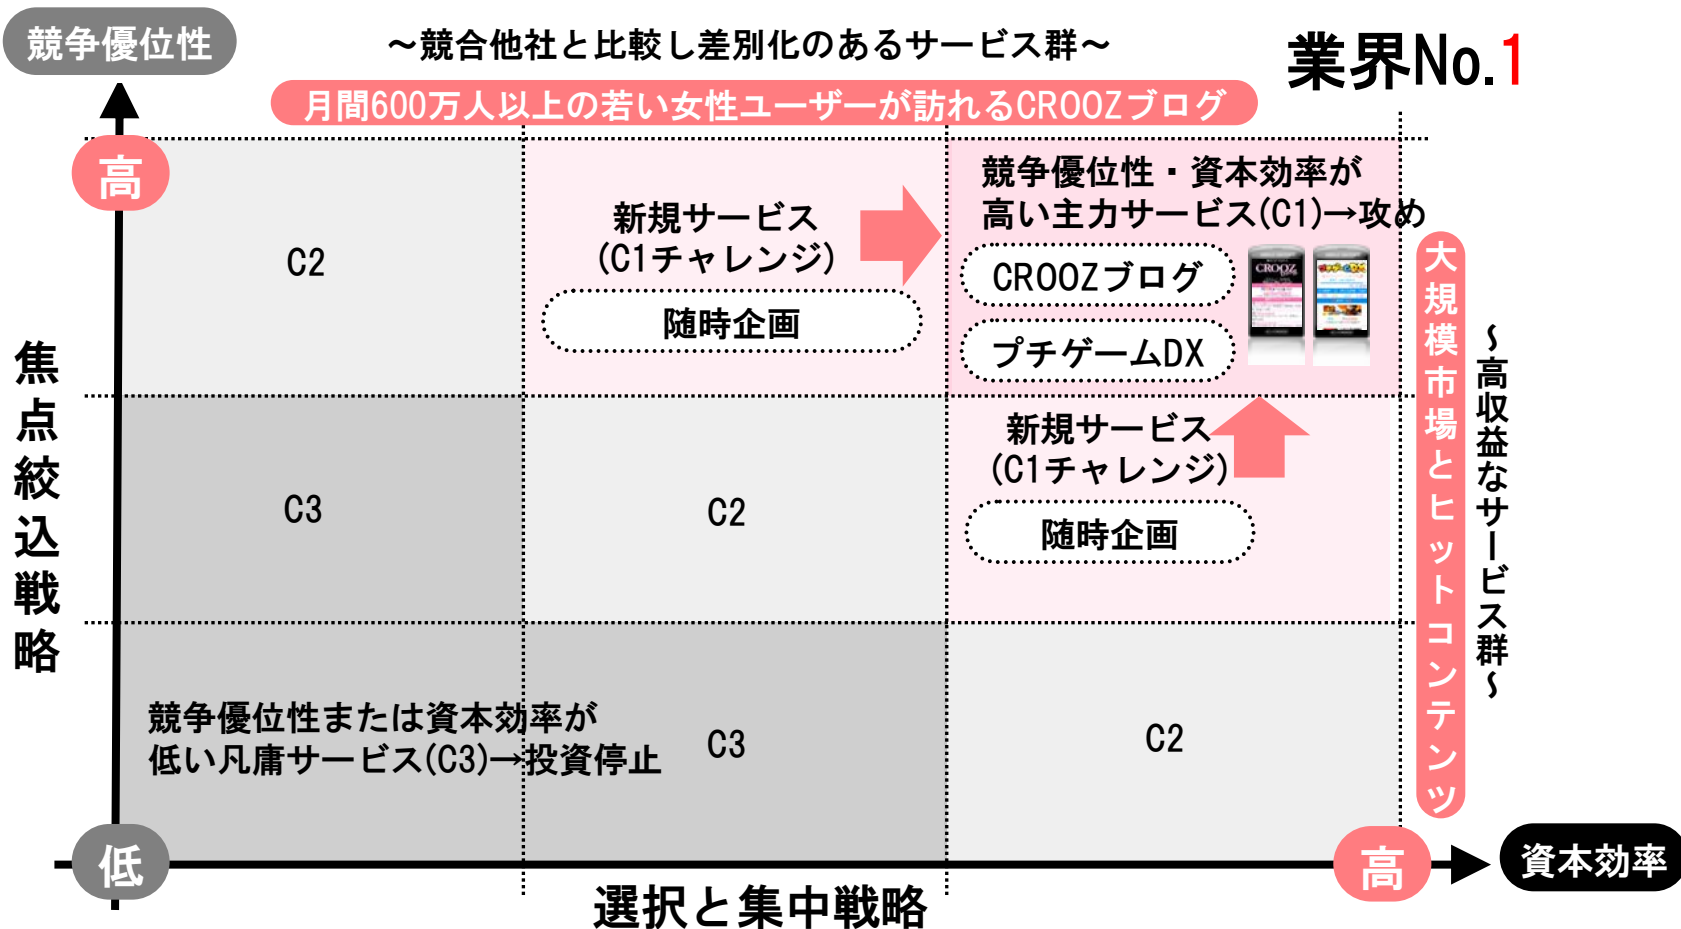 競争優位性
～競合他社と比較し差別化のあるサービス群～
業界No.1
月間600万人以上の若い女性ユーザーが訪れるCROOZブログ
高
競争優位性・資本効率が
高い主力サービス(C1)→攻め
新規サービス
(C1チャレンジ)
随時企画
C2
CROOZブログ
プチゲームDX
CROOZ
大規模市場とヒットコンテンツ
～高収益なサービス群～
焦点絞込戦略
新規サービス
(C1チャレンジ)
随時企画
C3
C2
競争優位性または資本効率が
低い凡庸サービス(C3)→投資停止
C3
C2
低
高
資本効率
選択と集中戦略